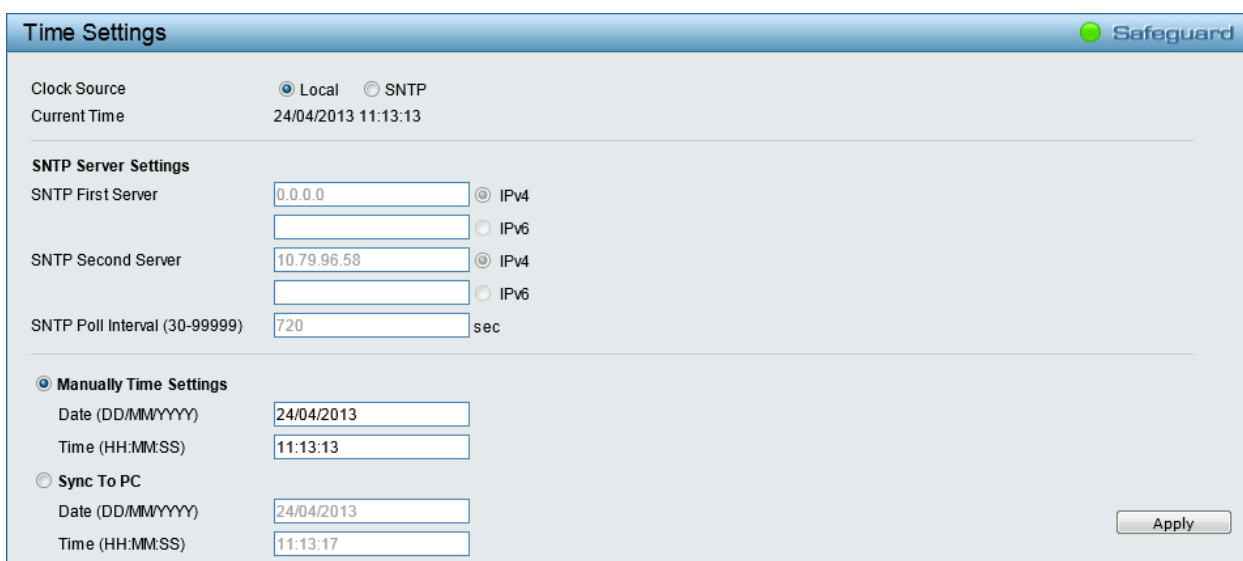 Time Settings
Safeguard
Clock Source Local SNTP
Current Time 24/04/2013 11:13:13
SNTP Server Settings
SNTP First Server 0.0.0.0 IPv4
IPv6
SNTP Second Server 10.79.96.58 IPv4
IPv6
SNTP Poll Interval (30-99999) 720 sec
Manually Time Settings
Date (DD/MM/YYYY) 24/04/2013
Time (HH:MM:SS) 11:13:13
Sync To PC
Date (DD/MM/YYYY) 24/04/2013
Time (HH:MM:SS) 11:13:17
Apply